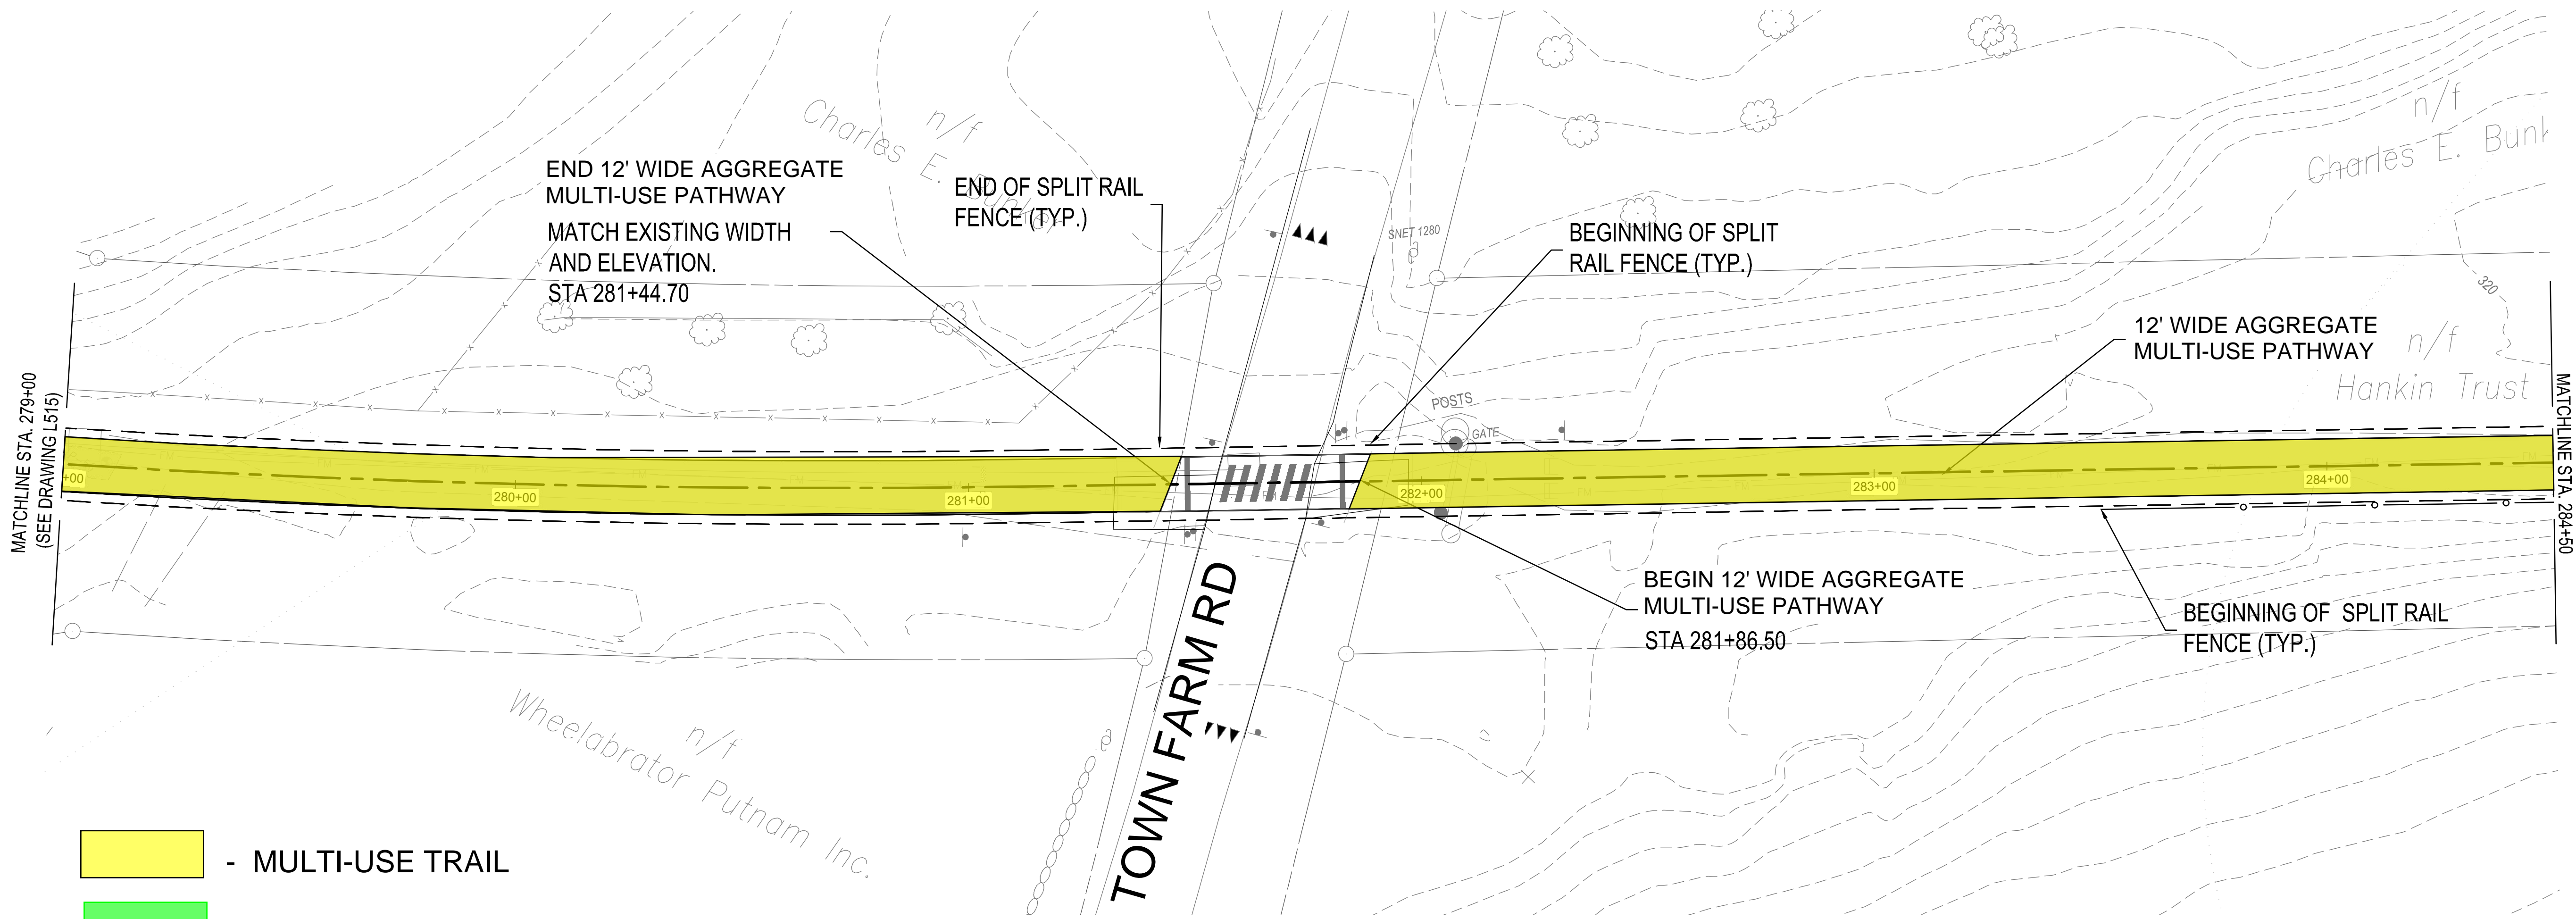 n/f
Charles E. Bunker
END 12' WIDE AGGREGATE
MULTI-USE PATHWAY
MATCH EXISTING WIDTH
AND ELEVATION.
STA 281+44.70
END OF SPLIT RAIL
FENCE (TYP.)
SNET 1280
BEGINNING OF SPLIT
RAIL FENCE (TYP.)
n/f
Charles E. Bunk
320
12' WIDE AGGREGATE
MULTI-USE PATHWAY
n/f
Hankin Trust
MATCHLINE STA. 279+00
(SEE DRAWING L515)
POSTS
GATE
+00
280+00
281+00
282+00
283+00
284+00
MATCHLINE STA. 284+50
BEGIN 12' WIDE AGGREGATE
MULTI-USE PATHWAY
STA 281+86.50
BEGINNING OF SPLIT RAIL
FENCE (TYP.)
TOWN FARM RD
n/f
Wheelabrator Putnam Inc.
- MULTI-USE TRAIL